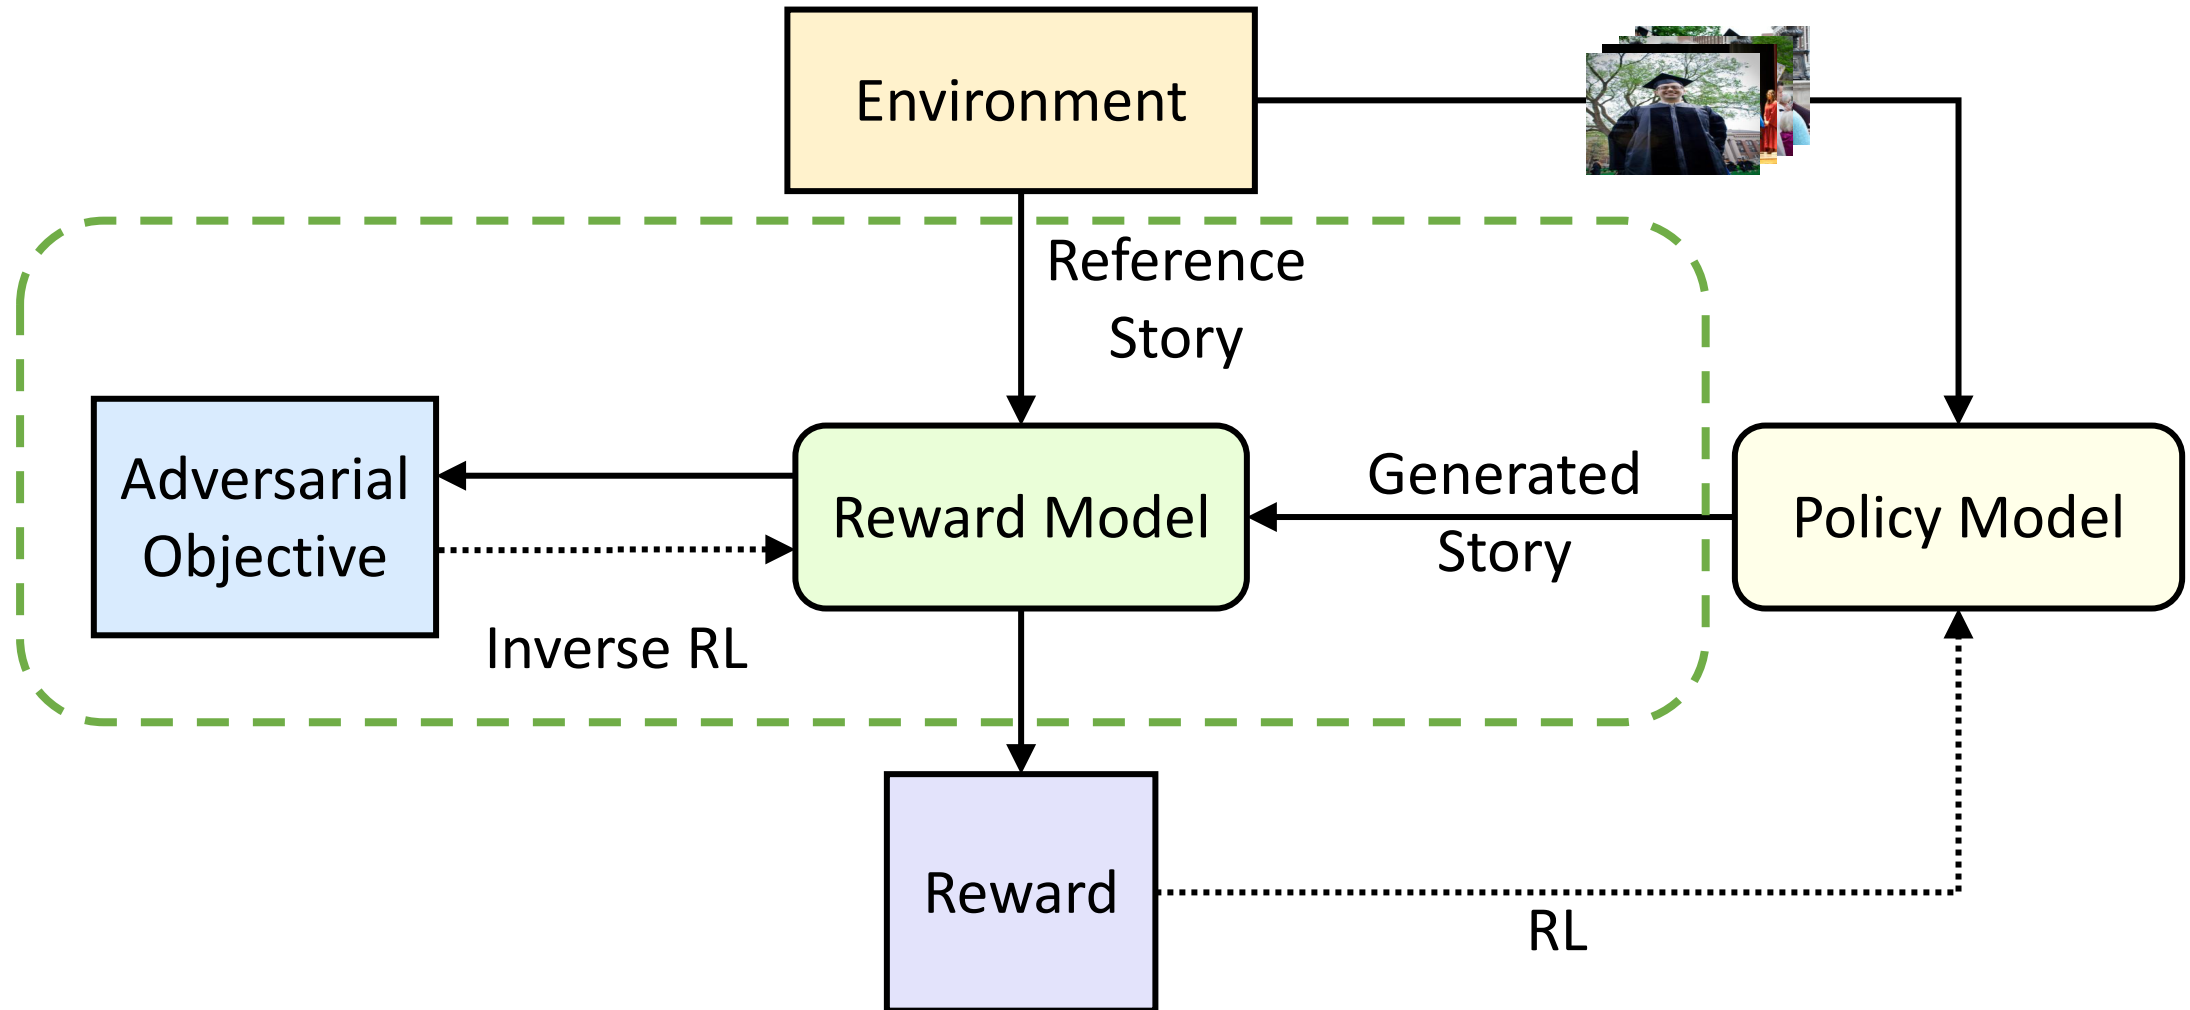 Environment
Reference
Story
Adversarial
Objective
Reward Model
Generated
Story
Policy Model
Inverse RL
Reward
RL